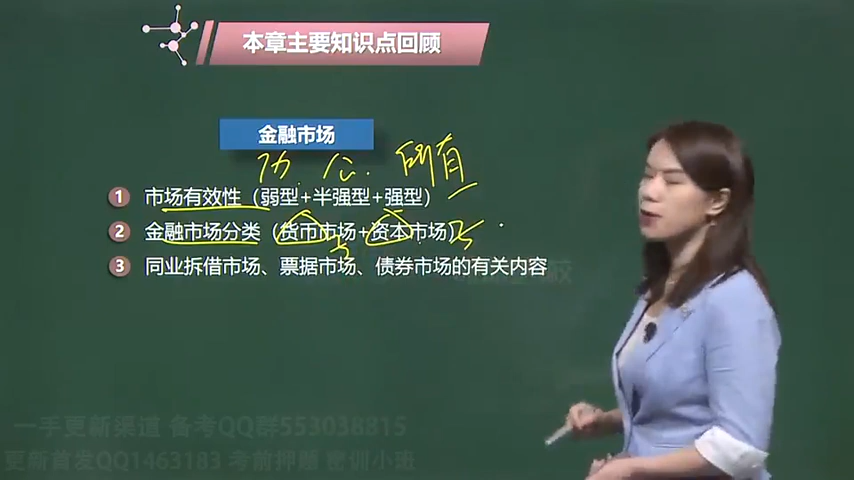 本章主要知识点回顾
金融市场
历 公 所有
1 市场有效性（弱型+半强型+强型）
2 金融市场分类（货币市场+资本市场）
3 同业拆借市场、票据市场、债券市场的有关内容
一手更新渠道 备考QQ群553038815
更新首发QQ1463183 考前押题 密训小班